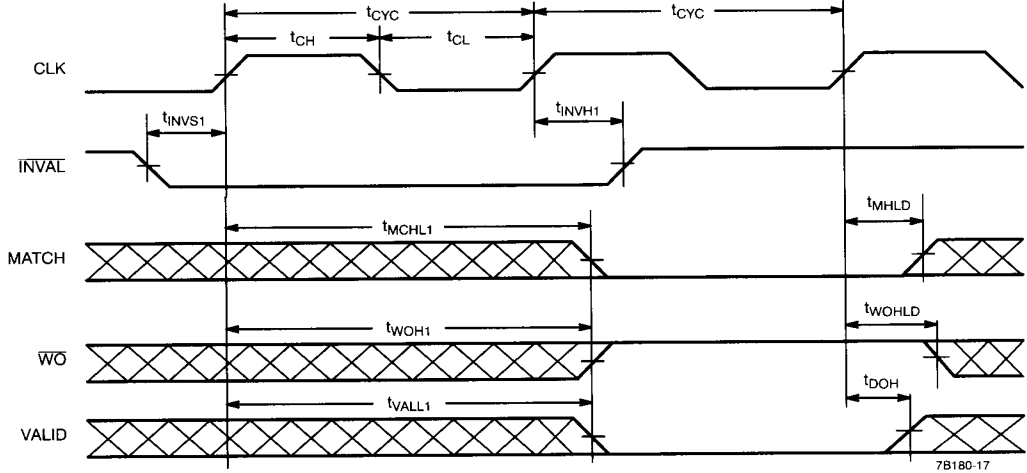 tCYC tCYC
tCH tCL
CLK
tINVS1 tINVH1
INVAL
tMHLD
tMCHL1
MATCH
tWOHLD
tWOH1
WO
tDOH
tVALL1
VALID
7B180-17